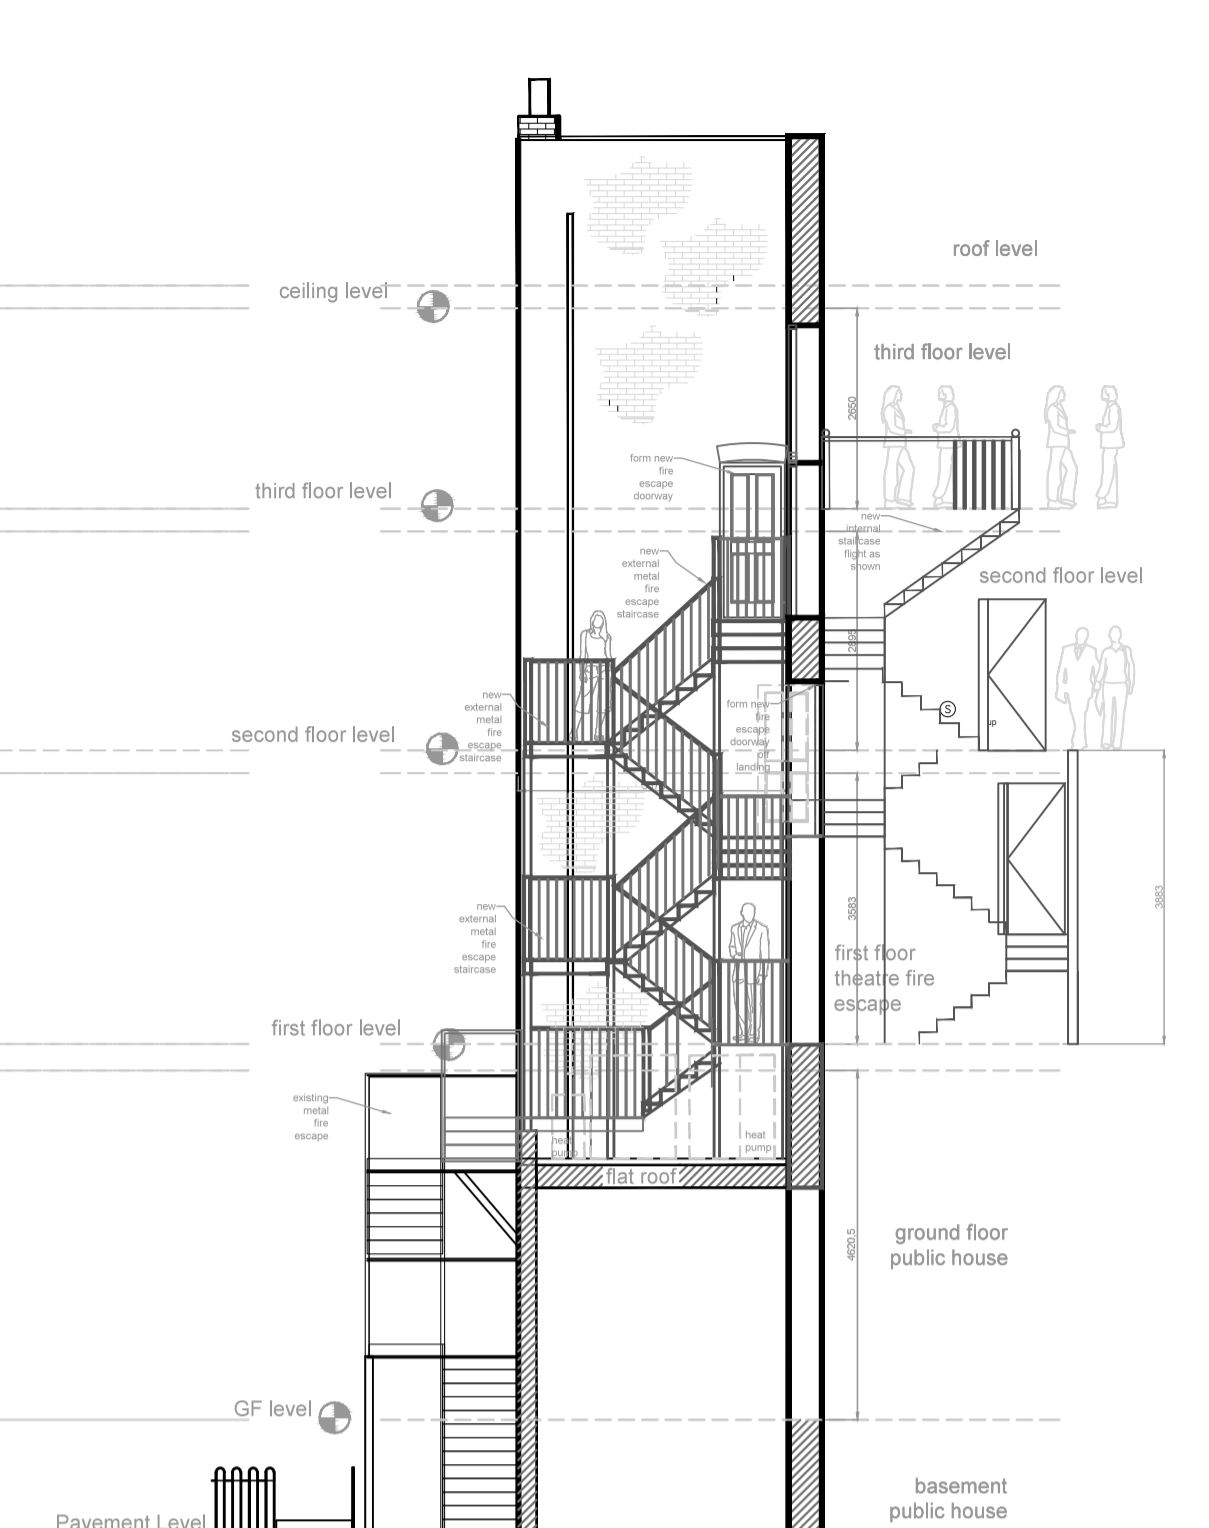 roof level
ceiling level
third floor level
2650
form new
fire
escape
doorway
third floor level
new
internal
staircase
flight as
shown
new
external
metal
fire
escape
staircase
second floor level
2895
new
external
metal
fire
escape
staircase
form new
fire
escape
doorway
off
landing
S
up
second floor level
3583
3883
new
external
metal
fire
escape
staircase
first floor
theatre fire
escape
first floor level
existing
metal
fire
escape
heat
pump
heat
pump
flat roof
ground floor
public house
4620,5
GF level
basement
public house
Pavement Level